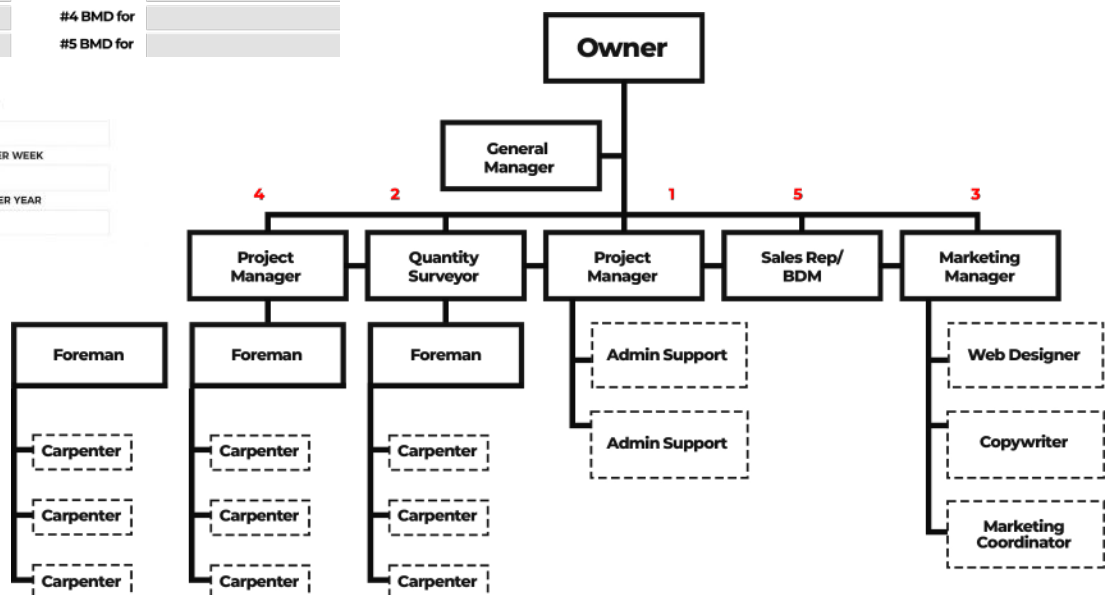 #4 BMD for
#5 BMD for
ER WEEK
ER YEAR
Owner
General
Manager
4
2
1
5
3
Project
Manager
Quantity
Surveyor
Project
Manager
Sales Rep/
BDM
Marketing
Manager
Foreman
Foreman
Foreman
Admin Support
Web Designer
Admin Support
Copywriter
Carpenter
Carpenter
Carpenter
Carpenter
Carpenter
Carpenter
Marketing
Coordinator
Carpenter
Carpenter
Carpenter